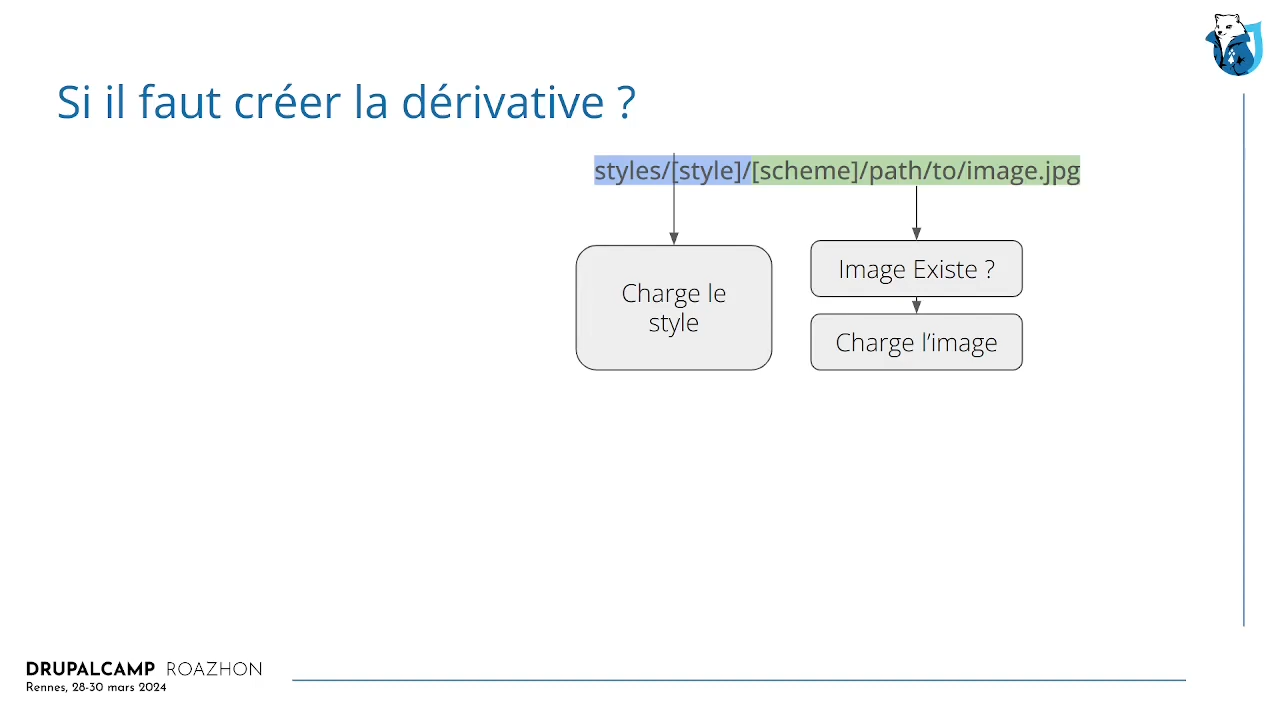 Si il faut créer la dérivative ?
styles/[style]/[scheme]/path/to/image.jpg
Charge le
style
Image Existe ?
Charge l’image
DRUPALCAMP ROAZHON
Rennes, 28-30 mars 2024